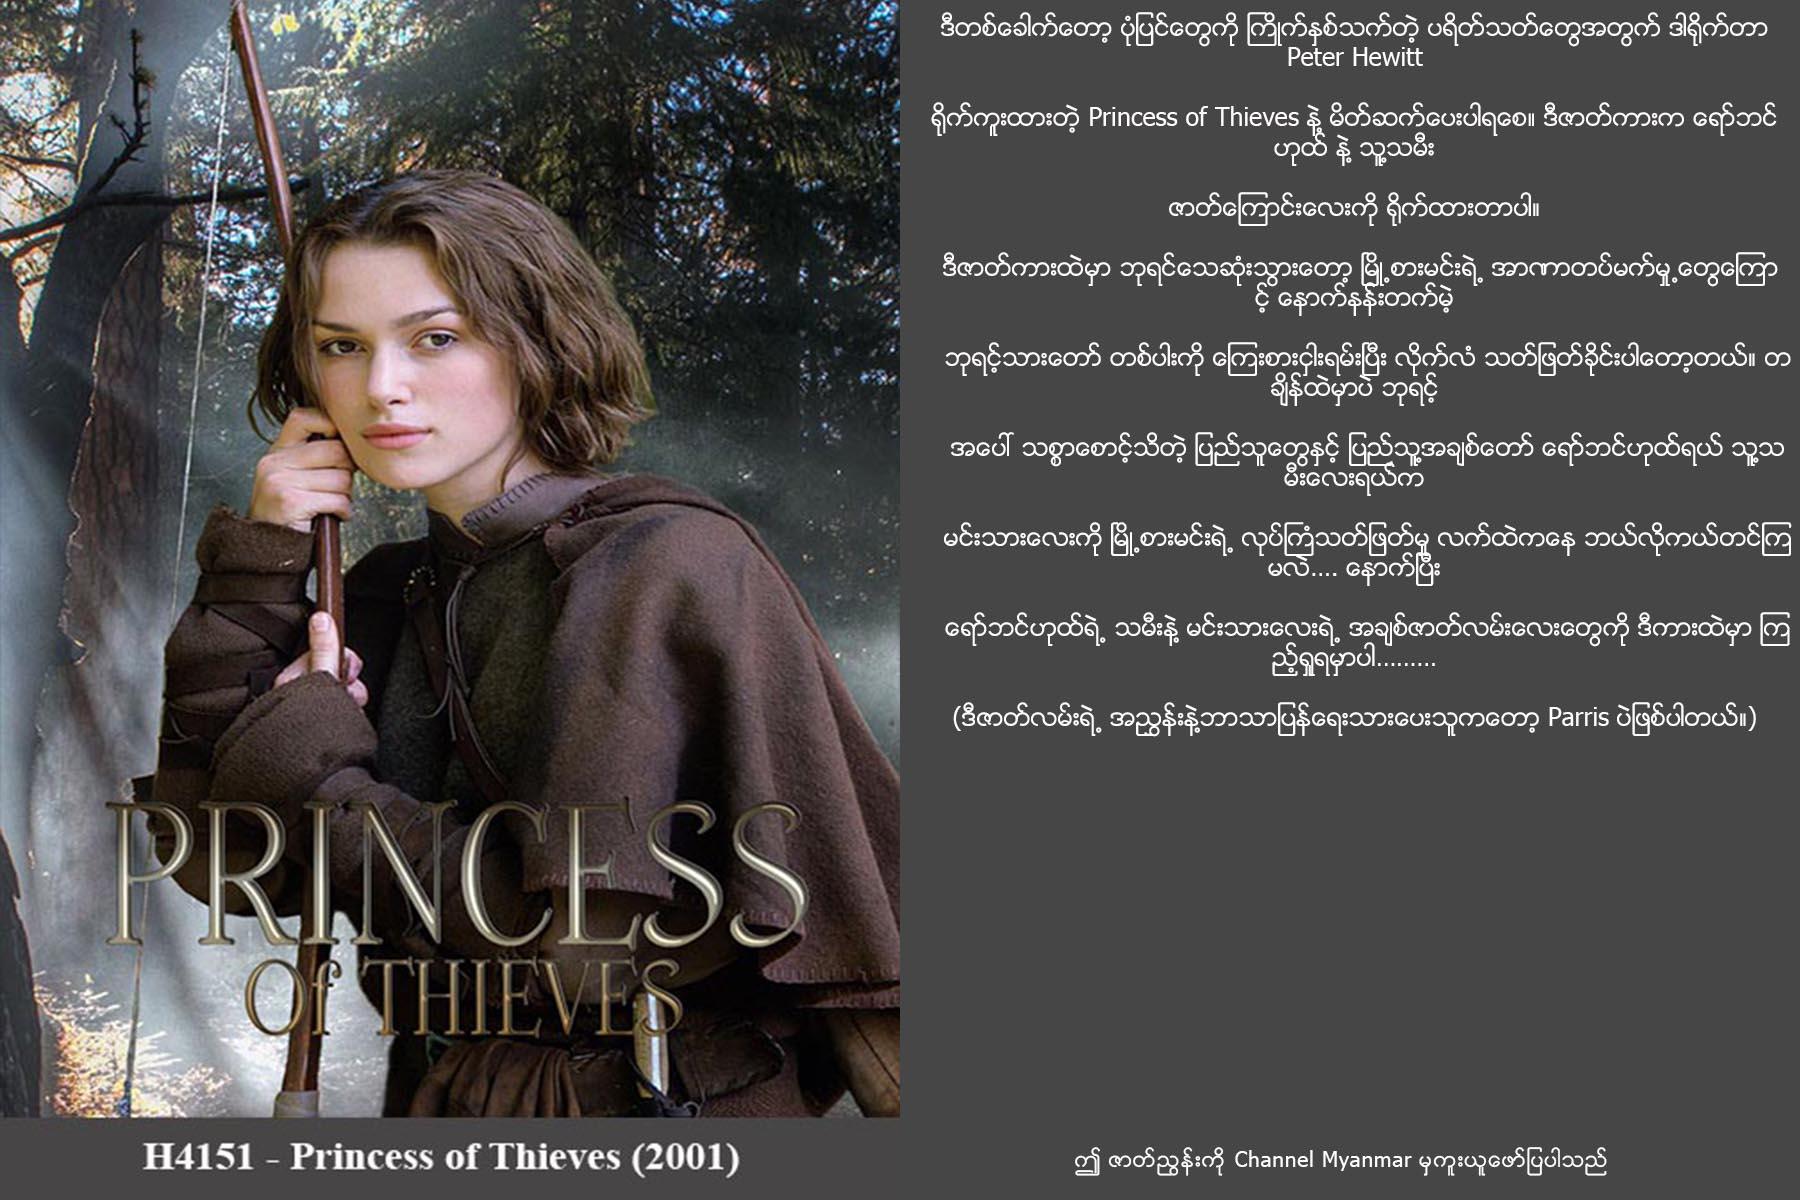 PRINCESS
Of THIEVES
H4151 - Princess of Thieves (2001)
ဒီတစ်ခေါက်တော့ ပုံပြင်တွေကို ကြိုက်နှစ်သက်တဲ့ ပရိတ်သတ်တွေအတွက် ဒါရိုက်တာ
Peter Hewitt
ရိုက်ကူးထားတဲ့ Princess of Thieves နဲ့ မိတ်ဆက်ပေးပါရစေ။ ဒီဇာတ်ကားက ရော်ဘင်
ဟုထ် နဲ့ သူ့သမီး
ဇာတ်ကြောင်းလေးကို ရိုက်ထားတာပါ။
ဒီဇာတ်ကားထဲမှာ ဘုရင်သေဆုံးသွားတော့ မြို့စားမင်းရဲ့ အာဏာတပ်မက်မှု့တွေကြော
င့် နောက်နန်းတက်မဲ့
ဘုရင့်သားတော် တစ်ပါးကို ကြေးစားငှါးရမ်းပြီး လိုက်လံ သတ်ဖြတ်ခိုင်းပါတော့တယ်။ တ
ချိန်ထဲမှာပဲ ဘုရင့်
အပေါ် သစ္စာစောင့်သိတဲ့ ပြည်သူတွေနှင့် ပြည်သူ့အချစ်တော် ရော်ဘင်ဟုထ်ရယ် သူ့သ
မီးလေးရယ်က
မင်းသားလေးကို မြို့စားမင်းရဲ့ လုပ်ကြံသတ်ဖြတ်မှု လက်ထဲကနေ ဘယ်လိုကယ်တင်ကြ
မလဲ.... နောက်ပြီး
ရော်ဘင်ဟုထ်ရဲ့ သမီးနဲ့ မင်းသားလေးရဲ့ အချစ်ဇာတ်လမ်းလေးတွေကို ဒီကားထဲမှာ ကြ
ည့်ရှုရမှာပါ.........
(ဒီဇာတ်လမ်းရဲ့ အညွှန်းနဲ့ဘာသာပြန်ရေးသားပေးသူကတော့ Parris ပဲဖြစ်ပါတယ်။)
ဤ ဇာတ်ညွှန်းကို Channel Myanmar မှကူးယူဖော်ပြပါသည်